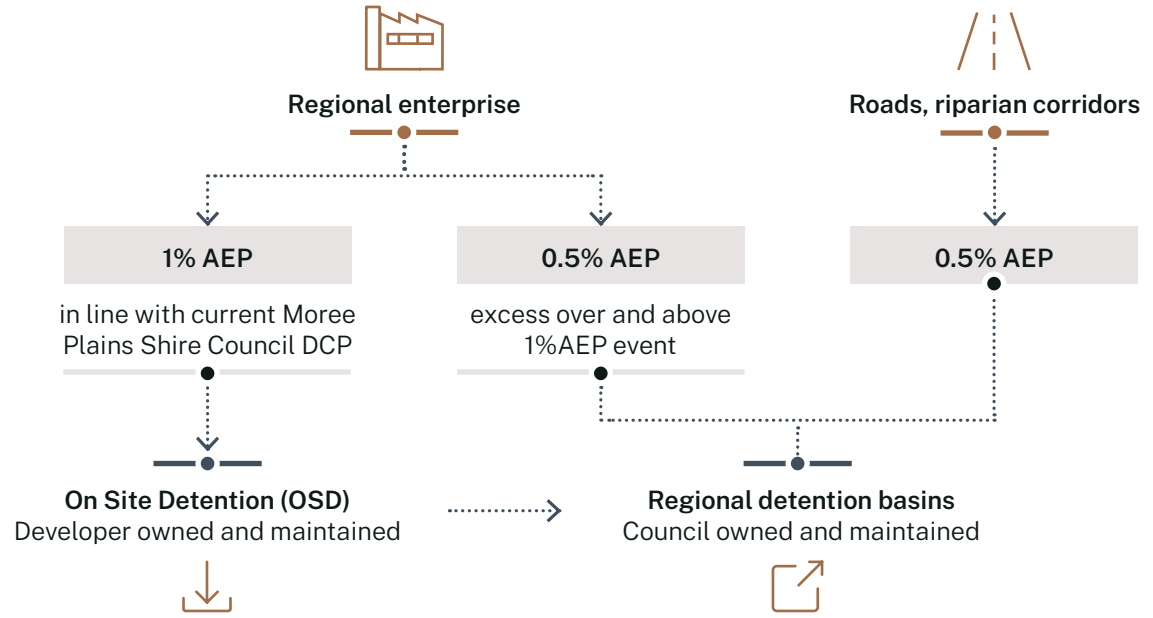 Regional enterprise
Roads, riparian corridors
1% AEP
0.5% AEP
0.5% AEP
in line with current Moree
Plains Shire Council DCP
excess over and above
1%AEP event
On Site Detention (OSD)
Developer owned and maintained
Regional detention basins
Council owned and maintained